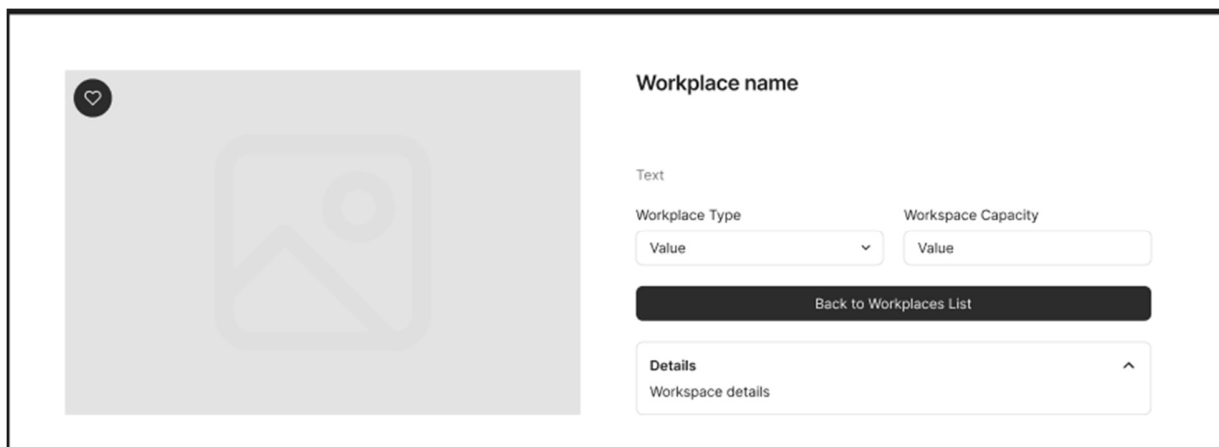 Workplace name
Text
Workplace Type
Workspace Capacity
Value
Value
Back to Workplaces List
Details
Workspace details